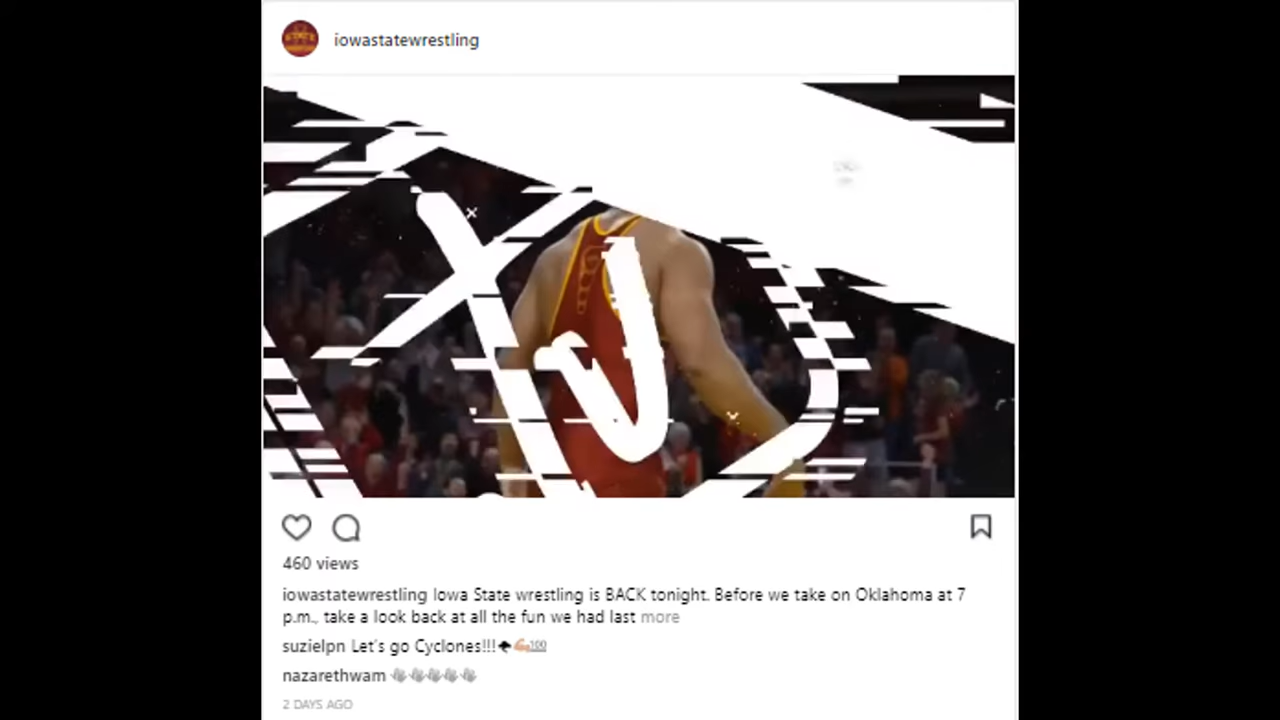 STATE
iowastatewrestling
460 views
iowastatewrestling Iowa State wrestling is BACK tonight. Before we take on Oklahoma at 7
p.m., take a look back at all the fun we had last more
suzielpn Let's go Cyclones!!!🌪💪🏼💯
nazarethwam 👏👏👏👏👏
2 DAYS AGO